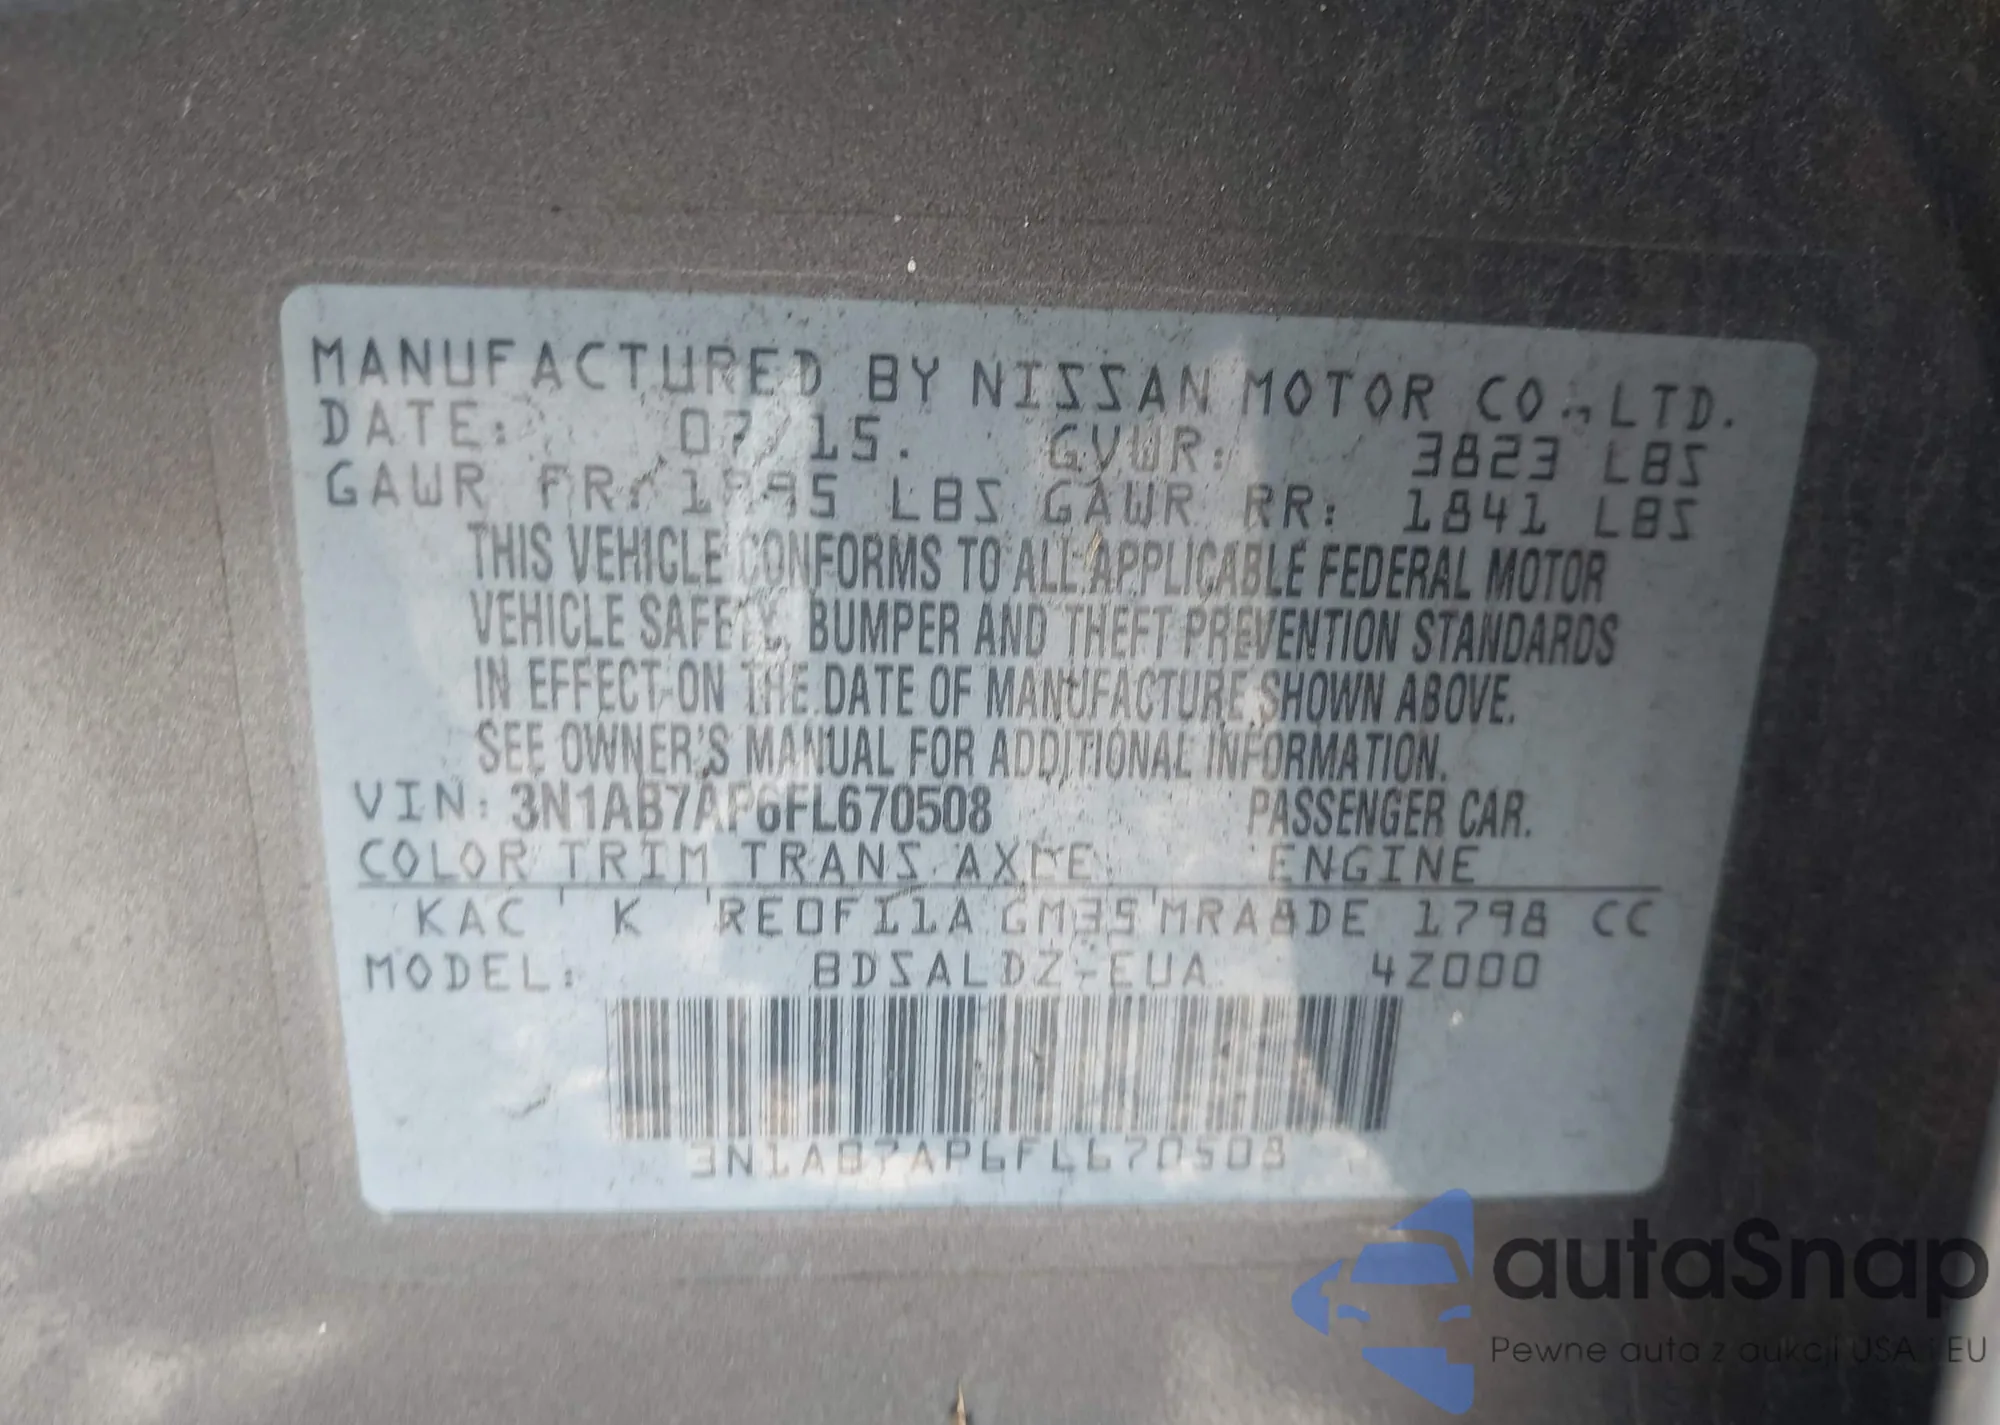 MANUFACTURED BY NISSAN MOTOR CO., LTD.
DATE: 07/15. GVWR: 3823 LBS
GAWR FR: 1995 LBS GAWR RR: 1841 LBS
THIS VEHICLE CONFORMS TO ALL APPLICABLE FEDERAL MOTOR
VEHICLE SAFETY, BUMPER AND THEFT PREVENTION STANDARDS
IN EFFECT ON THE DATE OF MANUFACTURE SHOWN ABOVE.
SEE OWNER'S MANUAL FOR ADDITIONAL INFORMATION.
VIN: 3N1AB7AP6FL670508 PASSENGER CAR.
COLOR TRIM TRANS AXLE ENGINE
KAC K RE0F11A GM35 MRA8DE 1798 CC
MODEL: BDSALDZ-EUA 4Z000
3N1AB7AP6FL670508
autaSnap
Pewne auta z aukcji USA i EU